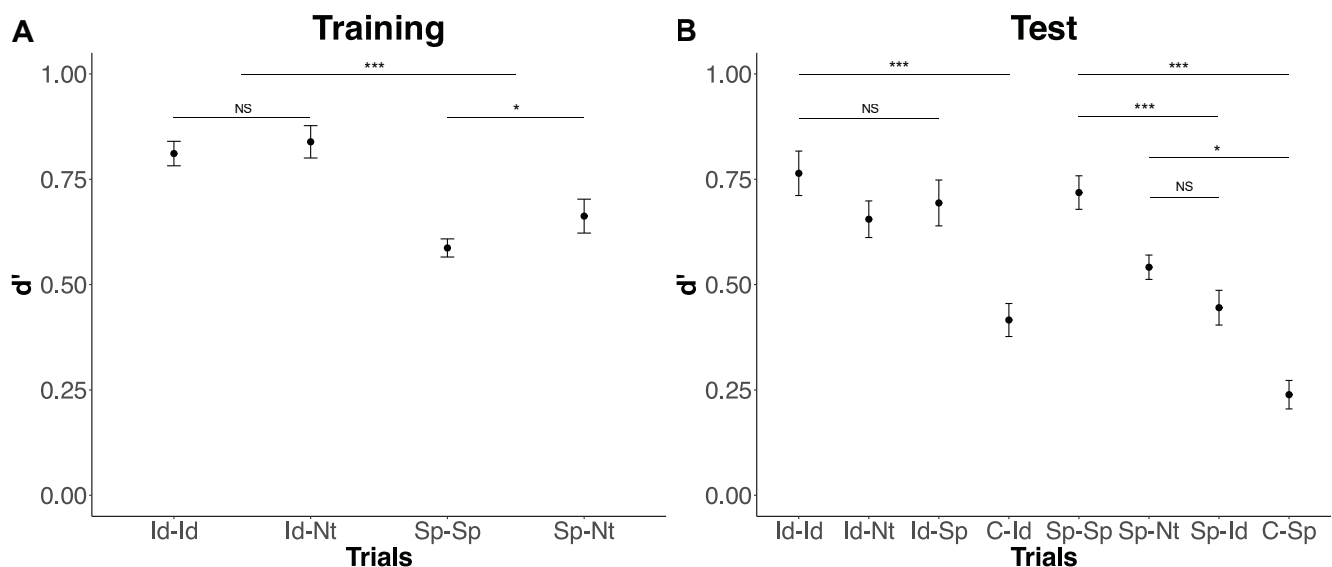 A
Training
***
NS
*
1.00
0.75
0.50
0.25
0.00
d'
Id-Id Id-Nt Sp-Sp Sp-Nt
Trials
B
Test
*** ***
NS ***
*
NS
1.00
0.75
0.50
0.25
0.00
d'
Id-Id Id-Nt Id-Sp C-Id Sp-Sp Sp-Nt Sp-Id C-Sp
Trials